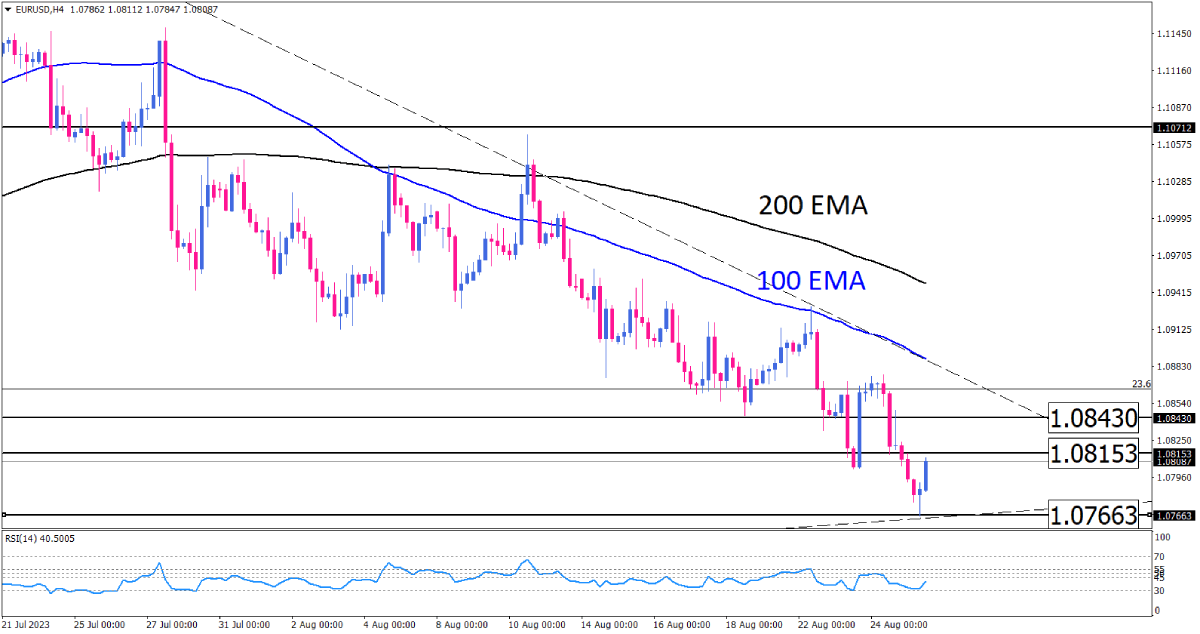 EURUSD,H4 1.07862 1.08112 1.07847 1.08087
1.11450
1.11160
1.10870
1.10712
1.10575
1.10285
200 EMA
1.09995
1.09705
100 EMA
1.09415
1.09125
1.08830
23.6
1.08540
1.08430
1.08430
1.08250
1.08153
1.08153
1.08087
1.07960
1.07663
1.07663
RSI(14) 40.5005
100
70
55
45
30
0
21 Jul 2023
25 Jul 00:00
27 Jul 00:00
31 Jul 00:00
2 Aug 00:00
4 Aug 00:00
8 Aug 00:00
10 Aug 00:00
14 Aug 00:00
16 Aug 00:00
18 Aug 00:00
22 Aug 00:00
24 Aug 00:00